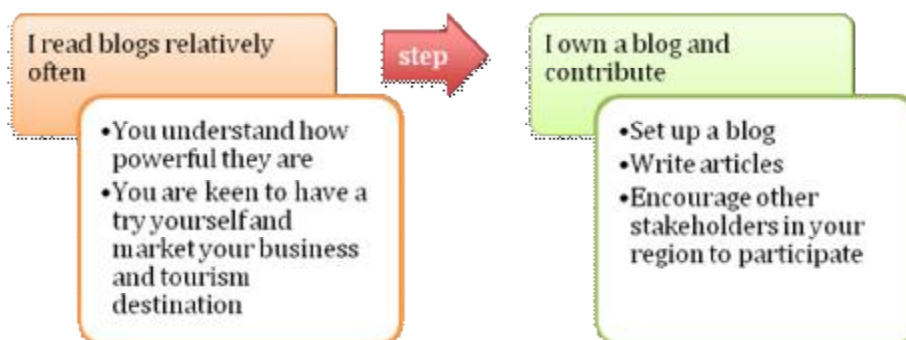 I read blogs relatively
often
•You understand how
powerful they are
•You are keen to have a
try yourself and
market your business
and tourism
destination
step
I own a blog and
contribute
•Set up a blog
•Write articles
•Encourage other
stakeholders in your
region to participate